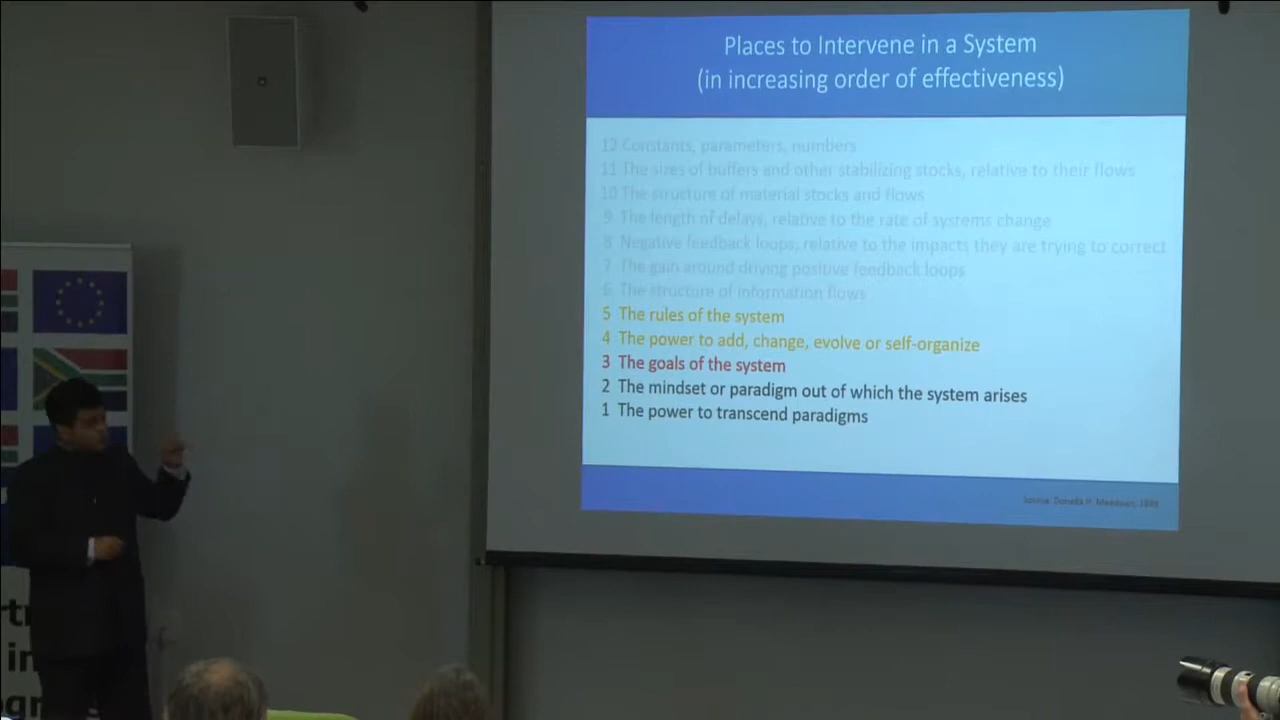 Places to Intervene in a System
(in increasing order of effectiveness)
12 Constants, parameters, numbers
11 The sizes of buffers and other stabilizing stocks, relative to their flows
10 The structure of material stocks and flows
9 The length of delays, relative to the rate of systems change
8 Negative feedback loops, relative to the impacts they are trying to correct
7 The gain around driving positive feedback loops
6 The structure of information flows
5 The rules of the system
4 The power to add, change, evolve or self-organize
3 The goals of the system
2 The mindset or paradigm out of which the system arises
1 The power to transcend paradigms
Source: Donella H. Meadows, 1999
in